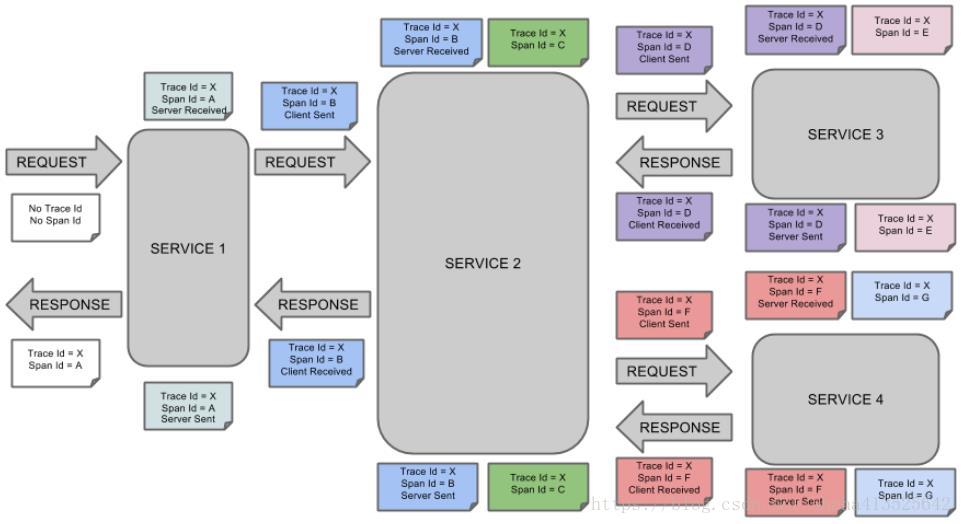 Trace Id = X
Span Id = B
Server Received
Trace Id = X
Span Id = C
Trace Id = X
Span Id = D
Client Sent
Trace Id = X
Span Id = D
Server Received
Trace Id = X
Span Id = E
Trace Id = X
Span Id = A
Server Received
Trace Id = X
Span Id = B
Client Sent
REQUEST
REQUEST
REQUEST
SERVICE 3
RESPONSE
No Trace Id
No Span Id
Trace Id = X
Span Id = D
Client Received
Trace Id = X
Span Id = D
Server Sent
Trace Id = X
Span Id = E
SERVICE 1
SERVICE 2
RESPONSE
RESPONSE
Trace Id = X
Span Id = F
Client Sent
Trace Id = X
Span Id = F
Server Received
Trace Id = X
Span Id = G
Trace Id = X
Span Id = A
Trace Id = X
Span Id = B
Client Received
REQUEST
SERVICE 4
RESPONSE
Trace Id = X
Span Id = A
Server Sent
Trace Id = X
Span Id = B
Server Sent
Trace Id = X
Span Id = C
Trace Id = X
Span Id = F
Client Received
Trace Id = X
Span Id = F
Server Sent
Trace Id = X
Span Id = G